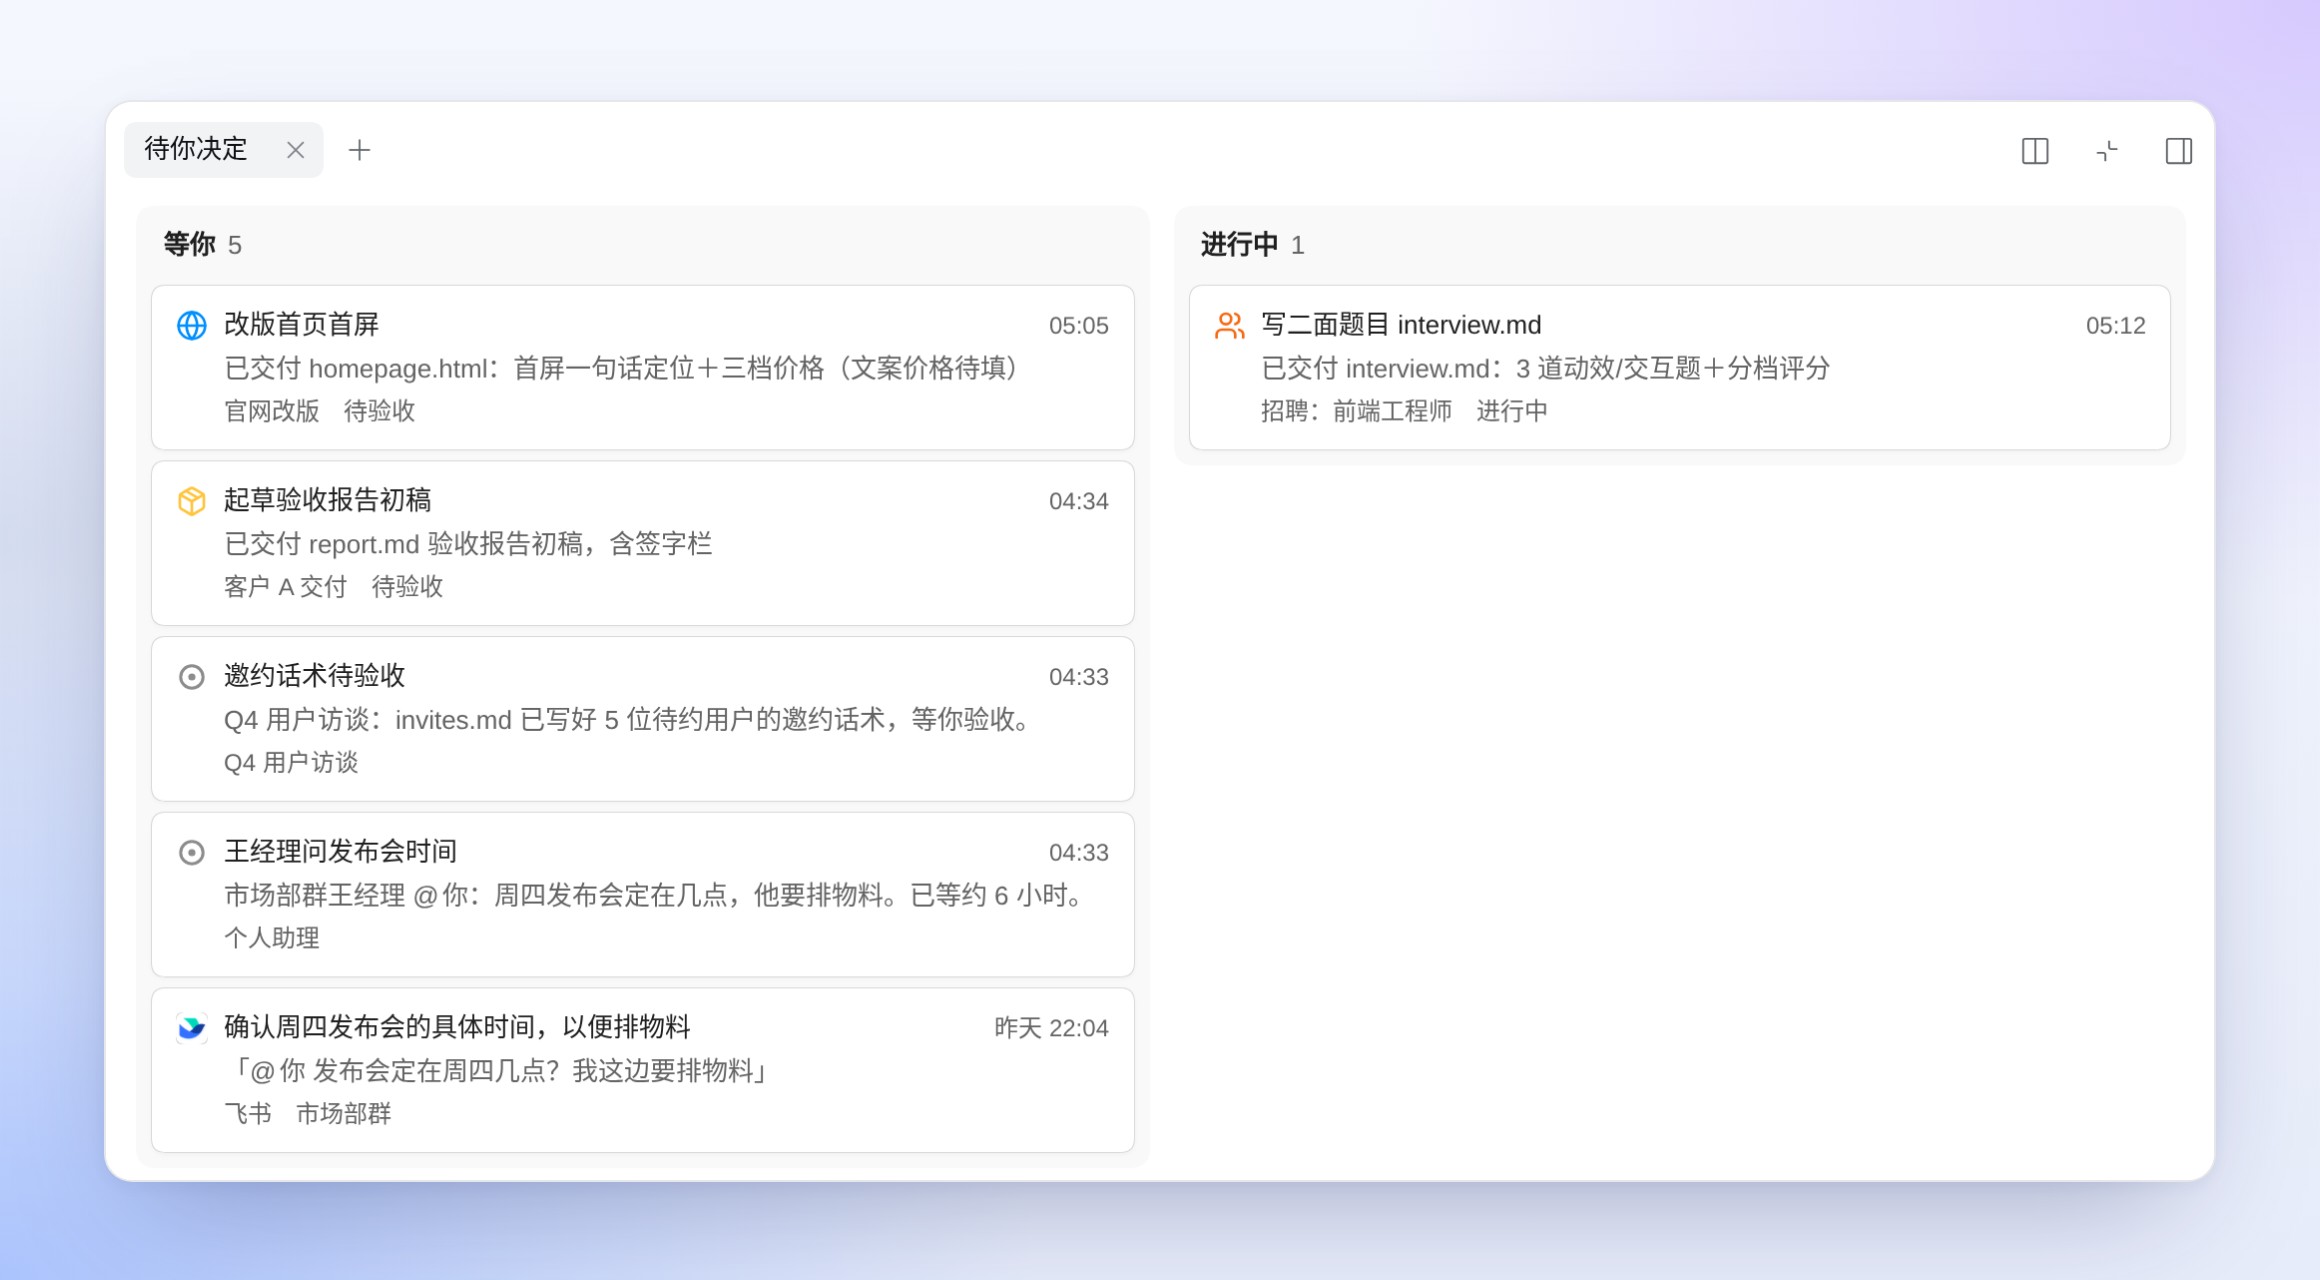 待你决定
等你 5
改版首页首屏 05:05
已交付 homepage.html：首屏一句话定位＋三档价格（文案价格待填）
官网改版 待验收
起草验收报告初稿 04:34
已交付 report.md 验收报告初稿，含签字栏
客户 A 交付 待验收
邀约话术待验收 04:33
Q4 用户访谈：invites.md 已写好 5 位待约用户的邀约话术，等你验收。
Q4 用户访谈
王经理问发布会时间 04:33
市场部群王经理 @你：周四发布会定在几点，他要排物料。已等约 6 小时。
个人助理
确认周四发布会的具体时间，以便排物料 昨天 22:04
「@你 发布会定在周四几点？我这边要排物料」
飞书 市场部群
进行中 1
写二面题目 interview.md 05:12
已交付 interview.md：3 道动效/交互题＋分档评分
招聘：前端工程师 进行中